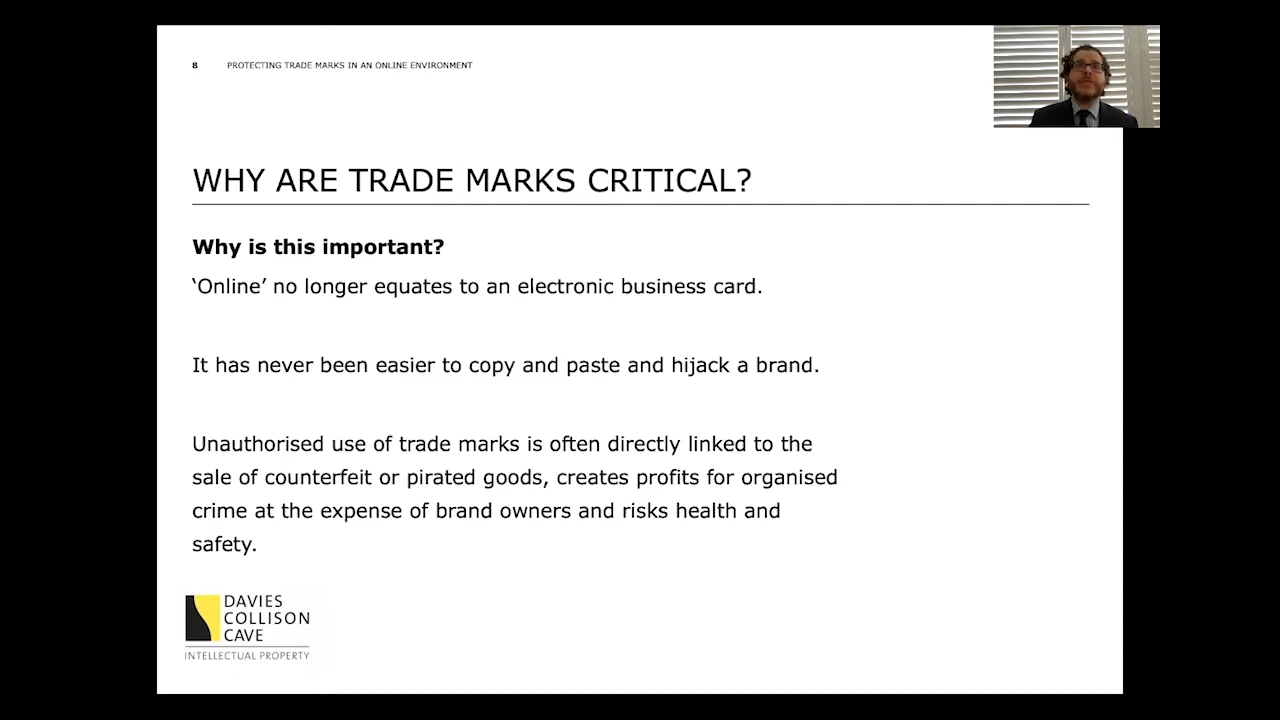 8 PROTECTING TRADE MARKS IN AN ONLINE ENVIRONMENT
WHY ARE TRADE MARKS CRITICAL?
Why is this important?
‘Online’ no longer equates to an electronic business card.
It has never been easier to copy and paste and hijack a brand.
Unauthorised use of trade marks is often directly linked to the
sale of counterfeit or pirated goods, creates profits for organised
crime at the expense of brand owners and risks health and
safety.
DAVIES
COLLISON
CAVE
INTELLECTUAL PROPERTY